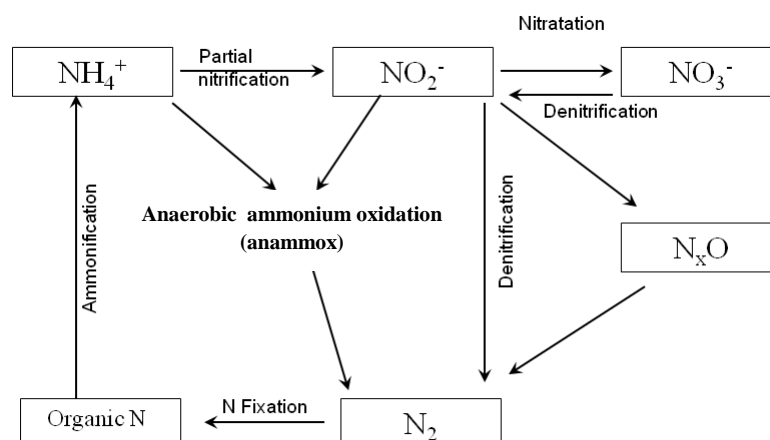 Nitratation
Partial
nitrification
NH₄⁺
NO₂⁻
NO₃⁻
Denitrification
Anaerobic ammonium oxidation
(anammox)
Ammonification
Denitrification
NₓO
N Fixation
Organic N
N₂